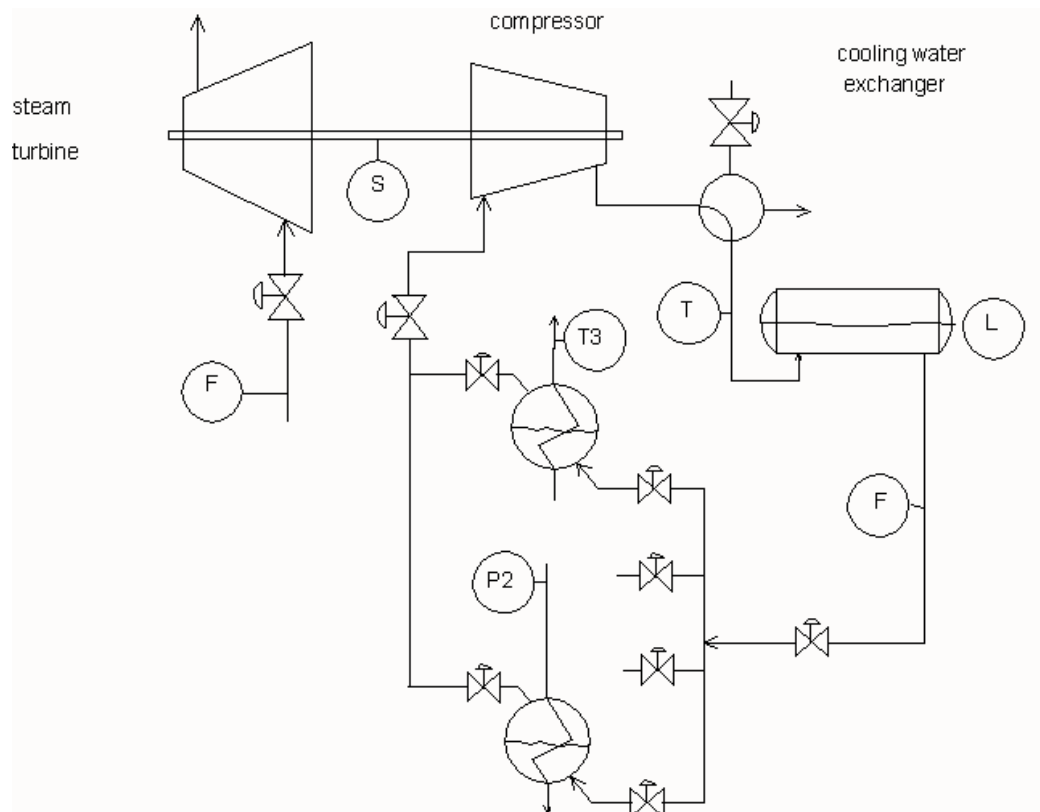 compressor
cooling water
exchanger
steam
turbine
S
T
L
T3
F
F
P2